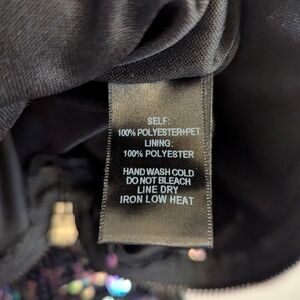 SELF:
100% POLYESTER+PET
LINING:
100% POLYESTER
HAND WASH COLD
DO NOT BLEACH
LINE DRY
IRON LOW HEAT